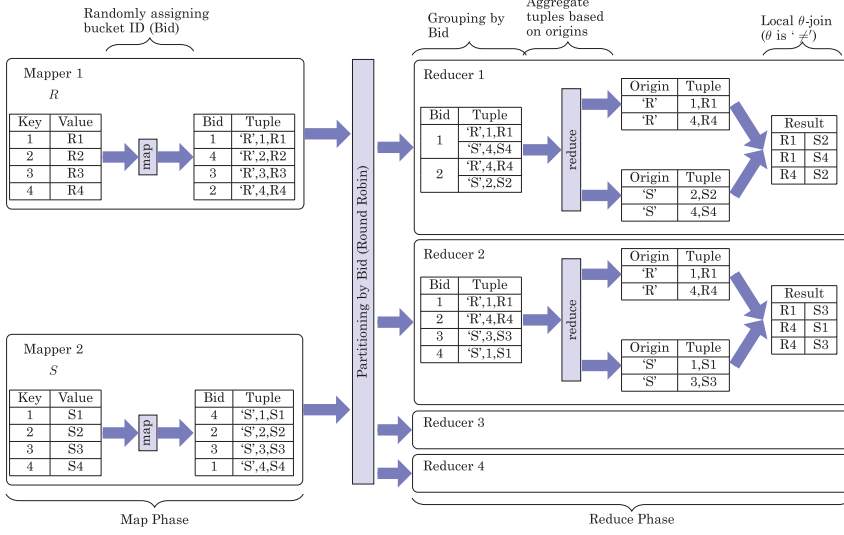 Randomly assigning
bucket ID (Bid)
Grouping by
Bid
Aggregate
tuples based
on origins
Local θ-join
(θ is ‘ ≠’)
Mapper 1
R
Key Value
1 R1
2 R2
3 R3
4 R4
map
Bid Tuple
1 ‘R’,1,R1
4 ‘R’,2,R2
3 ‘R’,3,R3
2 ‘R’,4,R4
Mapper 2
S
Key Value
1 S1
2 S2
3 S3
4 S4
map
Bid Tuple
4 ‘S’,1,S1
2 ‘S’,2,S2
3 ‘S’,3,S3
1 ‘S’,4,S4
Map Phase
Partitioning by Bid (Round Robin)
Reducer 1
Bid Tuple
1 ‘R’,1,R1
‘S’,4,S4
2 ‘R’,4,R4
‘S’,2,S2
reduce
Origin Tuple
‘R’ 1,R1
‘R’ 4,R4
Origin Tuple
‘S’ 2,S2
‘S’ 4,S4
Result
R1 S2
R1 S4
R4 S2
Reducer 2
Bid Tuple
1 ‘R’,1,R1
2 ‘R’,4,R4
3 ‘S’,3,S3
4 ‘S’,1,S1
reduce
Origin Tuple
‘R’ 1,R1
‘R’ 4,R4
Origin Tuple
‘S’ 1,S1
‘S’ 3,S3
Result
R1 S3
R4 S1
R4 S3
Reducer 3
Reducer 4
Reduce Phase